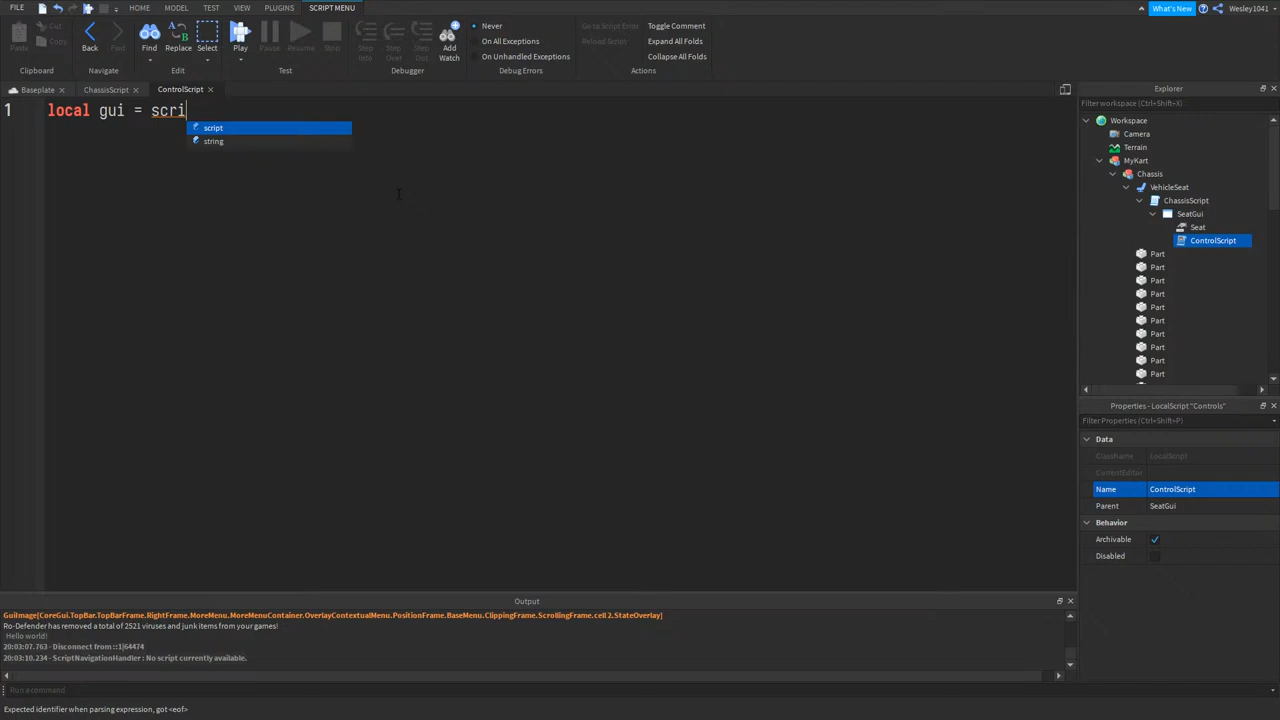 FILE HOME MODEL TEST VIEW PLUGINS SCRIPT MENU What's New Wesley1041
Paste Cut Copy Back Find Find Replace Select Play Pause Resume Stop Step Into Step Over Step Out Add Watch
Never
On All Exceptions
On Unhandled Exceptions
Go to Script Error
Reload Script
Toggle Comment
Expand All Folds
Collapse All Folds
Clipboard Navigate Edit Test Debugger Debug Errors Actions
Baseplate ChassisScript ControlScript
1 local gui = scri
script
string
Explorer
Filter workspace (Ctrl+Shift+X)
Workspace
Camera
Terrain
MyKart
Chassis
VehicleSeat
ChassisScript
SeatGui
Seat
ControlScript
Part
Part
Part
Part
Part
Part
Part
Part
Part
Part
Properties - LocalScript "Controls"
Filter Properties (Ctrl+Shift+P)
Data
ClassName LocalScript
CurrentEditor
Name ControlScript
Parent SeatGui
Behavior
Archivable
Disabled
Output
GuiImage[CoreGui.TopBar.TopBarFrame.RightFrame.MoreMenu.MoreMenuContainer.OverlayContextualMenu.PositionFrame.BaseMenu.ClippingFrame.ScrollingFrame.cell 2.StateOverlay]
Ro-Defender has removed a total of 2521 viruses and junk items from your games!
Hello world!
20:03:07.763 - Disconnect from ::1|64474
20:03:10.234 - ScriptNavigationHandler : No script currently available.
Run a command
Expected identifier when parsing expression, got <eof>